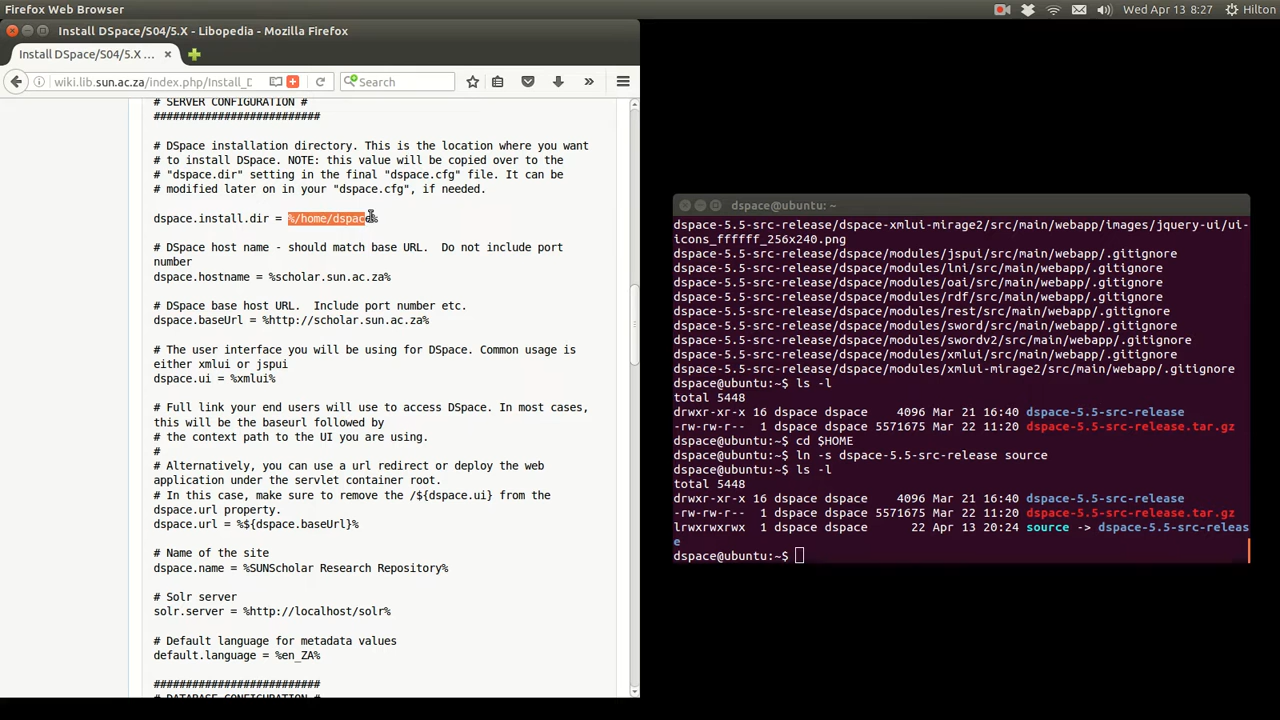 Firefox Web Browser
Wed Apr 13 8:27 Hilton
Install DSpace/S04/5.X - Libopedia - Mozilla Firefox
Install DSpace/S04/5.X ...
wiki.lib.sun.ac.za/index.php/Install_D
Search
# SERVER CONFIGURATION #
##########################
# DSpace installation directory. This is the location where you want
# to install DSpace. NOTE: this value will be copied over to the
# "dspace.dir" setting in the final "dspace.cfg" file. It can be
# modified later on in your "dspace.cfg", if needed.
dspace.install.dir = %/home/dspace%
# DSpace host name - should match base URL.  Do not include port
number
dspace.hostname = %scholar.sun.ac.za%
# DSpace base host URL.  Include port number etc.
dspace.baseUrl = %http://scholar.sun.ac.za%
# The user interface you will be using for DSpace. Common usage is
either xmlui or jspui
dspace.ui = %xmlui%
# Full link your end users will use to access DSpace. In most cases,
this will be the baseurl followed by
# the context path to the UI you are using.
#
# Alternatively, you can use a url redirect or deploy the web
application under the servlet container root.
# In this case, make sure to remove the /${dspace.ui} from the
dspace.url property.
dspace.url = %${dspace.baseUrl}%
# Name of the site
dspace.name = %SUNScholar Research Repository%
# Solr server
solr.server = %http://localhost/solr%
# Default language for metadata values
default.language = %en_ZA%
##########################
# DATABASE CONFIGURATION #
dspace@ubuntu: ~
dspace-5.5-src-release/dspace-xmlui-mirage2/src/main/webapp/images/jquery-ui/ui-
icons_ffffff_256x240.png
dspace-5.5-src-release/dspace/modules/jspui/src/main/webapp/.gitignore
dspace-5.5-src-release/dspace/modules/lni/src/main/webapp/.gitignore
dspace-5.5-src-release/dspace/modules/oai/src/main/webapp/.gitignore
dspace-5.5-src-release/dspace/modules/rdf/src/main/webapp/.gitignore
dspace-5.5-src-release/dspace/modules/rest/src/main/webapp/.gitignore
dspace-5.5-src-release/dspace/modules/sword/src/main/webapp/.gitignore
dspace-5.5-src-release/dspace/modules/swordv2/src/main/webapp/.gitignore
dspace-5.5-src-release/dspace/modules/xmlui/src/main/webapp/.gitignore
dspace-5.5-src-release/dspace/modules/xmlui-mirage2/src/main/webapp/.gitignore
dspace@ubuntu:~$ ls -l
total 5448
drwxr-xr-x 16 dspace dspace    4096 Mar 21 16:40 dspace-5.5-src-release
-rw-rw-r--  1 dspace dspace 5571675 Mar 22 11:20 dspace-5.5-src-release.tar.gz
dspace@ubuntu:~$ cd $HOME
dspace@ubuntu:~$ ln -s dspace-5.5-src-release source
dspace@ubuntu:~$ ls -l
total 5448
drwxr-xr-x 16 dspace dspace    4096 Mar 21 16:40 dspace-5.5-src-release
-rw-rw-r--  1 dspace dspace 5571675 Mar 22 11:20 dspace-5.5-src-release.tar.gz
lrwxrwxrwx  1 dspace dspace      22 Apr 13 20:24 source -> dspace-5.5-src-releas
e
dspace@ubuntu:~$